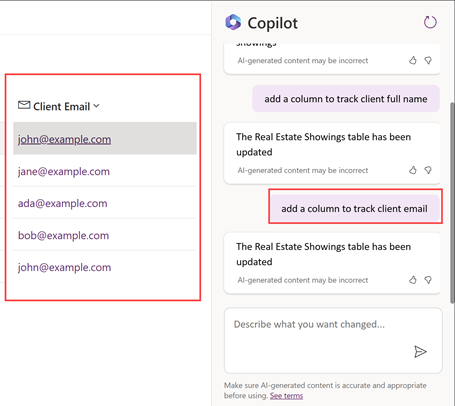 Client Email
john@example.com
jane@example.com
ada@example.com
bob@example.com
john@example.com
Copilot
showings"
AI-generated content may be incorrect
add a column to track client full name
The Real Estate Showings table has been
updated
AI-generated content may be incorrect
add a column to track client email
The Real Estate Showings table has been
updated
AI-generated content may be incorrect
Describe what you want changed...
Make sure AI-generated content is accurate and appropriate
before using. See terms